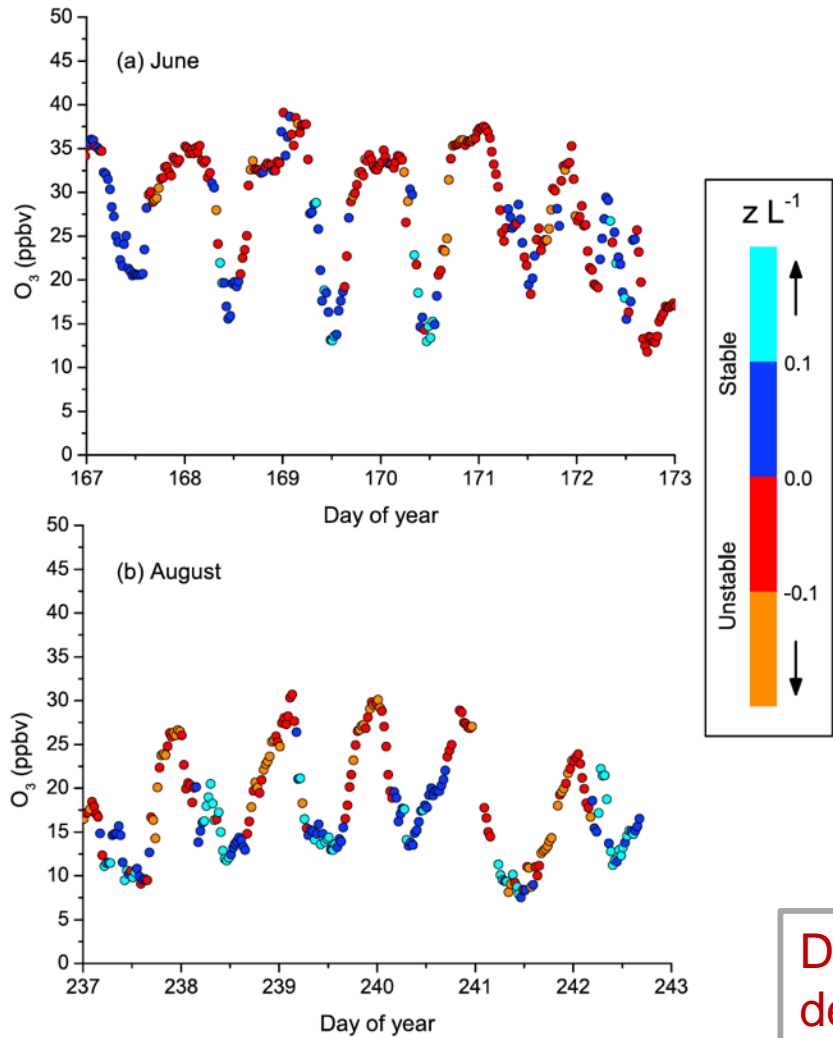 50
45
40
35
30
25
20
15
10
5
0
O₃ (ppbv)
(a) June
167 168 169 170 171 172 173
Day of year
50
45
40
35
30
25
20
15
10
5
0
O₃ (ppbv)
(b) August
237 238 239 240 241 242 243
Day of year
z L⁻¹
Stable
0.1
0.0
Unstable
-0.1